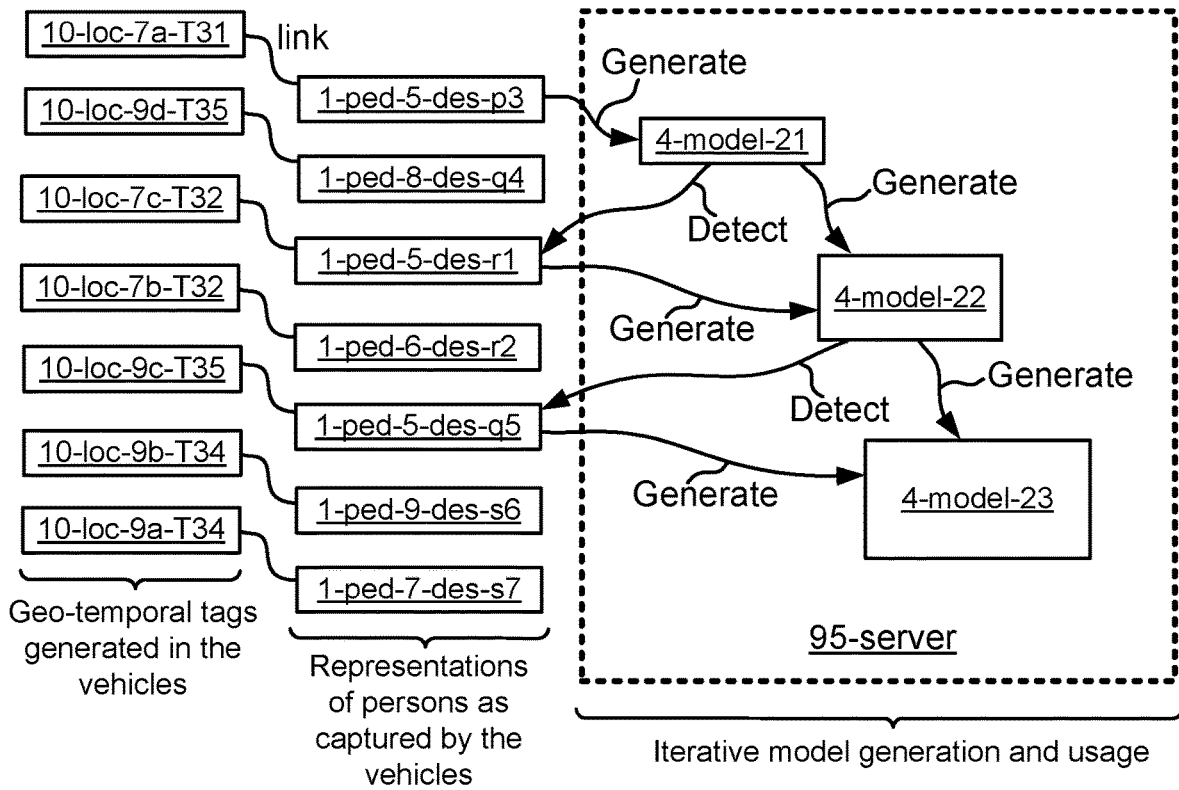 10-loc-7a-T31
link
1-ped-5-des-p3
10-loc-9d-T35
1-ped-8-des-q4
10-loc-7c-T32
1-ped-5-des-r1
10-loc-7b-T32
1-ped-6-des-r2
10-loc-9c-T35
1-ped-5-des-q5
10-loc-9b-T34
1-ped-9-des-s6
10-loc-9a-T34
1-ped-7-des-s7
Geo-temporal tags
generated in the
vehicles
Representations
of persons as
captured by the
vehicles
Generate
4-model-21
Generate
Detect
4-model-22
Generate
Generate
Detect
4-model-23
Generate
95-server
Iterative model generation and usage